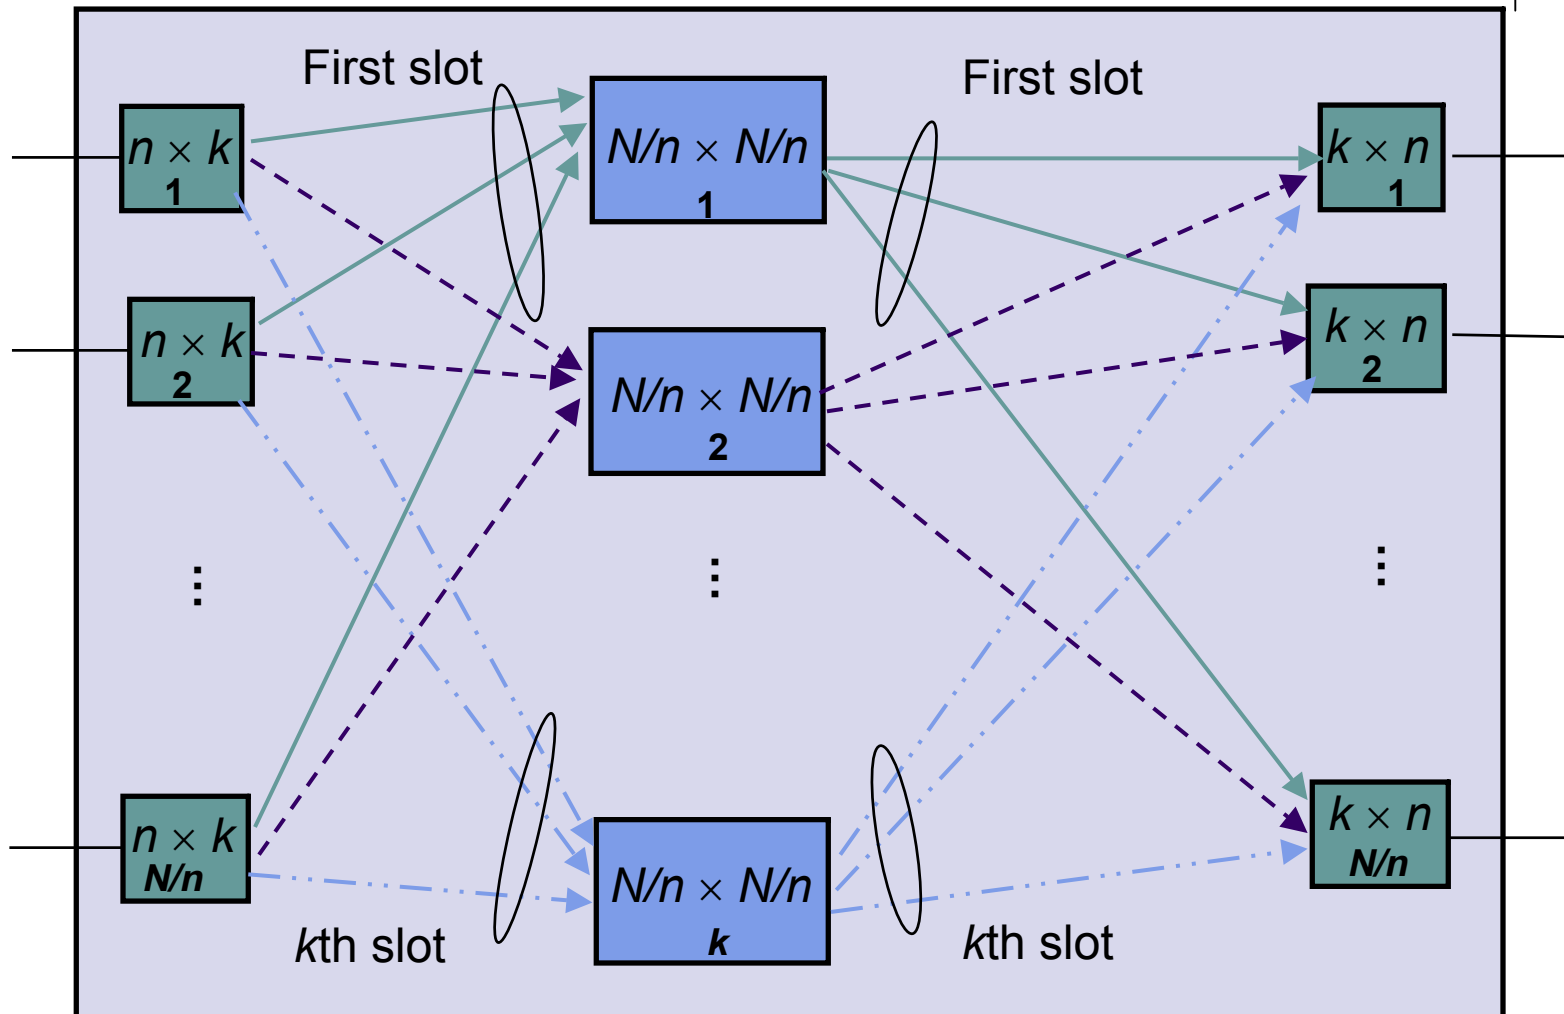 First slot
First slot
n × k
1
N/n × N/n
1
k × n
1
n × k
2
k × n
2
N/n × N/n
2
⋮
⋮
⋮
n × k
N/n
N/n × N/n
k
k × n
N/n
kth slot
kth slot